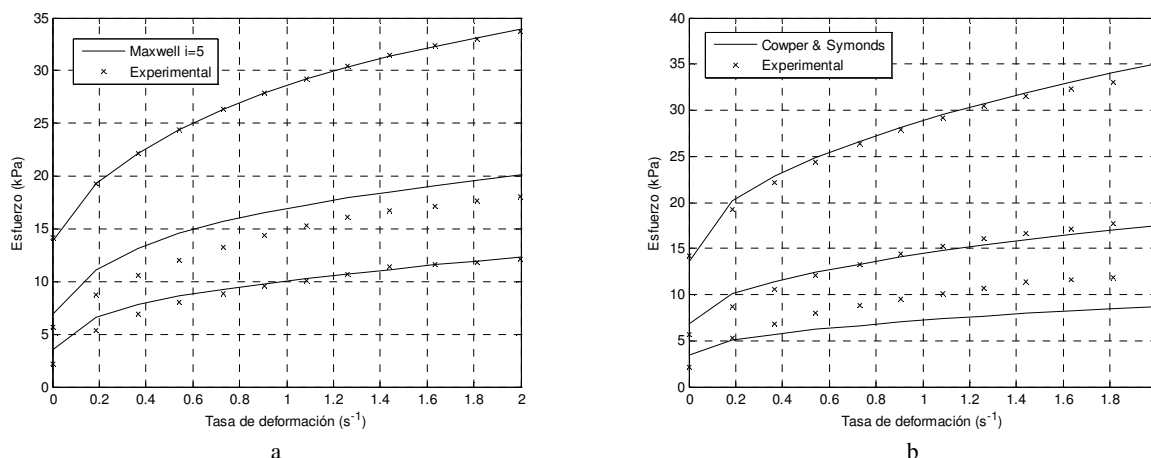 35
30
25
20
15
10
5
0
Esfuerzo (kPa)
Maxwell i=5
Experimental
0 0.2 0.4 0.6 0.8 1 1.2 1.4 1.6 1.8 2
Tasa de deformación (s-1)
a
40
35
30
25
20
15
10
5
0
Esfuerzo (kPa)
Cowper & Symonds
Experimental
0 0.2 0.4 0.6 0.8 1 1.2 1.4 1.6 1.8
Tasa de deformación (s-1)
b